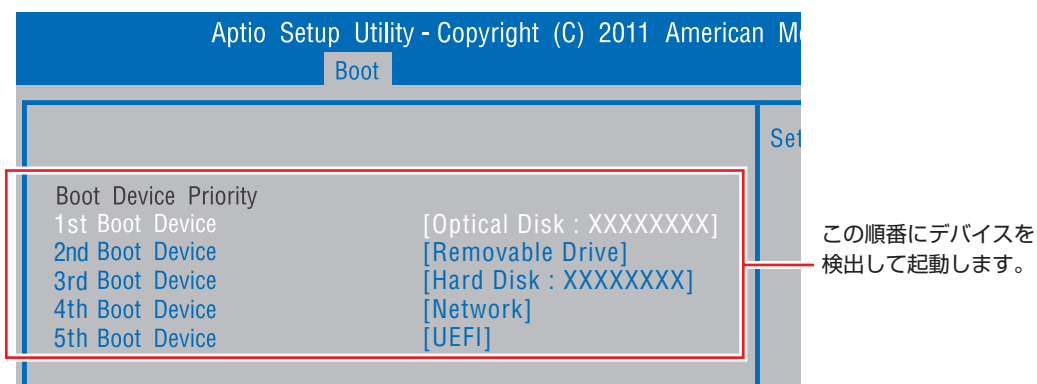 Aptio Setup Utility - Copyright (C) 2011 American
Boot
Boot Device Priority
1st Boot Device [Optical Disk : XXXXXXXX]
2nd Boot Device [Removable Drive]
3rd Boot Device [Hard Disk : XXXXXXXX]
4th Boot Device [Network]
5th Boot Device [UEFI]
この順番にデバイスを
検出して起動します。